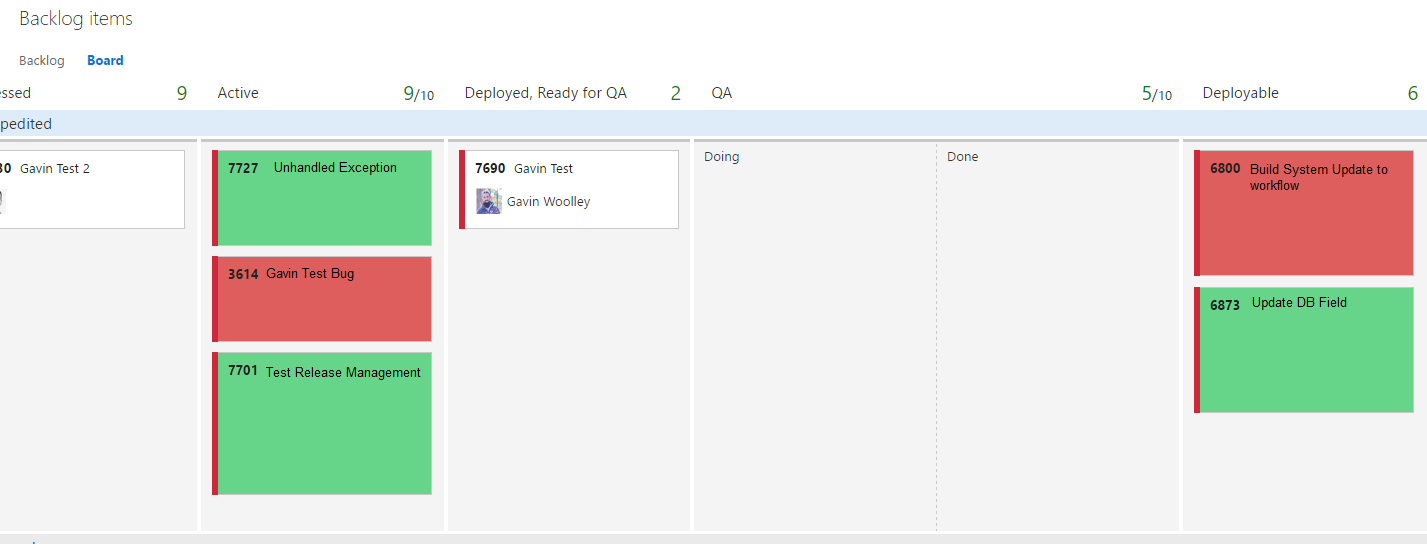 Backlog items
Backlog Board
essed 9 Active 9/10 Deployed, Ready for QA 2 QA 5/10 Deployable 6
pedited
30 Gavin Test 2
7727 Unhandled Exception
3614 Gavin Test Bug
7701 Test Release Management
7690 Gavin Test
Gavin Woolley
Doing Done
6800 Build System Update to
workflow
6873 Update DB Field